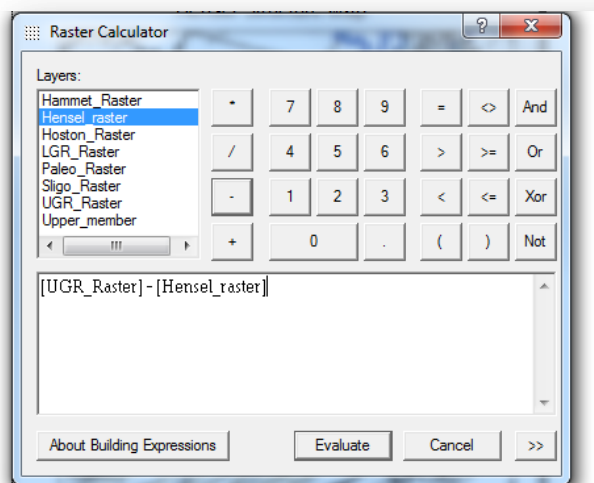 Raster Calculator
Layers:
Hammet_Raster
Hensel_raster
Hoston_Raster
LGR_Raster
Paleo_Raster
Sligo_Raster
UGR_Raster
Upper_member
* 7 8 9 = <> And
/ 4 5 6 > >= Or
- 1 2 3 < <= Xor
+ 0 . ( ) Not
[UGR_Raster] - [Hensel_raster]
About Building Expressions Evaluate Cancel >>